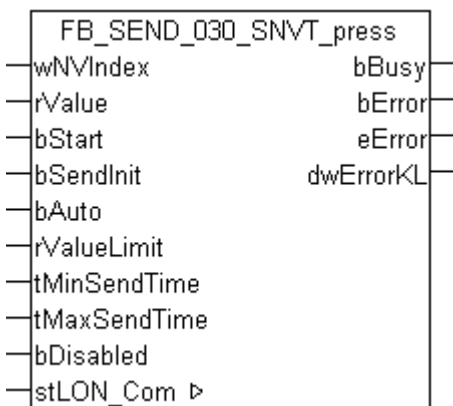 FB_SEND_030_SNVT_press
wNVIndex bBusy
rValue bError
bStart eError
bSendInit dwErrorKL
bAuto
rValueLimit
tMinSendTime
tMaxSendTime
bDisabled
stLON_Com ▷